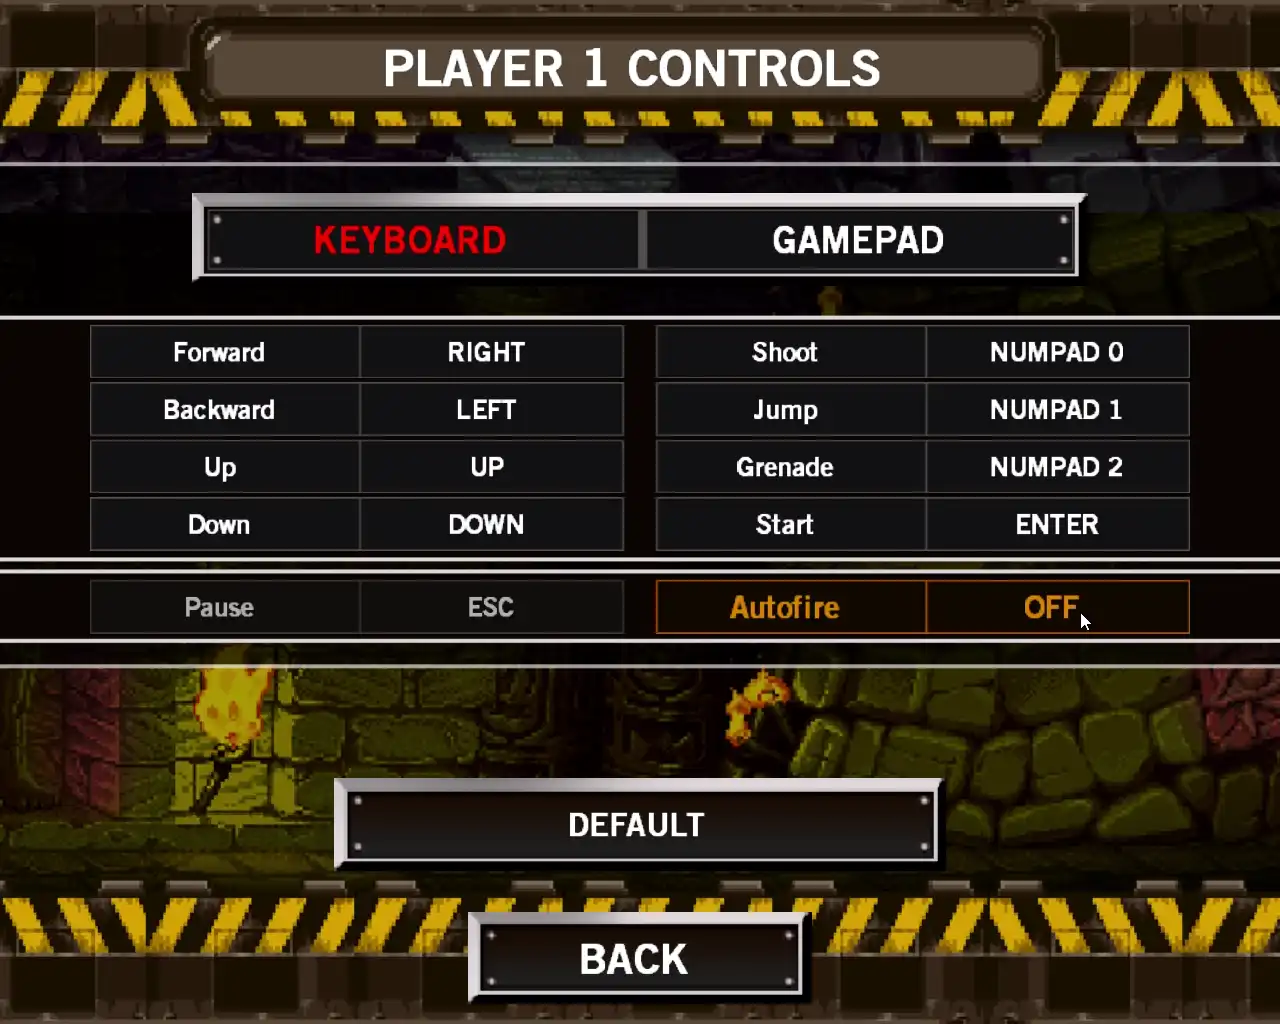 PLAYER 1 CONTROLS
KEYBOARD GAMEPAD
Forward RIGHT Shoot NUMPAD 0
Backward LEFT Jump NUMPAD 1
Up UP Grenade NUMPAD 2
Down DOWN Start ENTER
Pause ESC Autofire OFF
DEFAULT
BACK